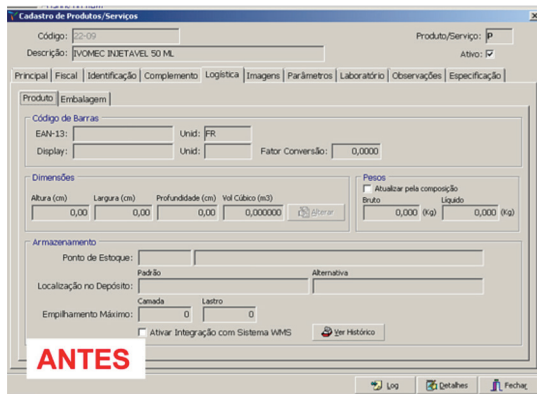 Cadastro de Produtos/Serviços
Código: 22-09 Produto/Serviço: P
Descrição: IVOMEC INJETAVEL 50 ML Ativo:
Principal Fiscal Identificação Complemento Logística Imagens Parâmetros Laboratório Observações Especificação
Produto Embalagem
Código de Barras
EAN-13: Unid: FR
Display: Unid: Fator Conversão: 0,0000
Dimensões Pesos
Atualizar pela composição
Altura (cm) Largura (cm) Profundidade (cm) Vol Cúbico (m3) Bruto Líquido
0,00 0,00 0,00 0,000000 Alterar 0,000 (Kg) 0,000 (Kg)
Armazenamento
Ponto de Estoque:
Padrão Alternativa
Localização no Depósito:
Camada Lastro
Empilhamento Máximo: 0 0
Ativar Integração com Sistema WMS Ver Histórico
ANTES
Log Detalhes Fechar